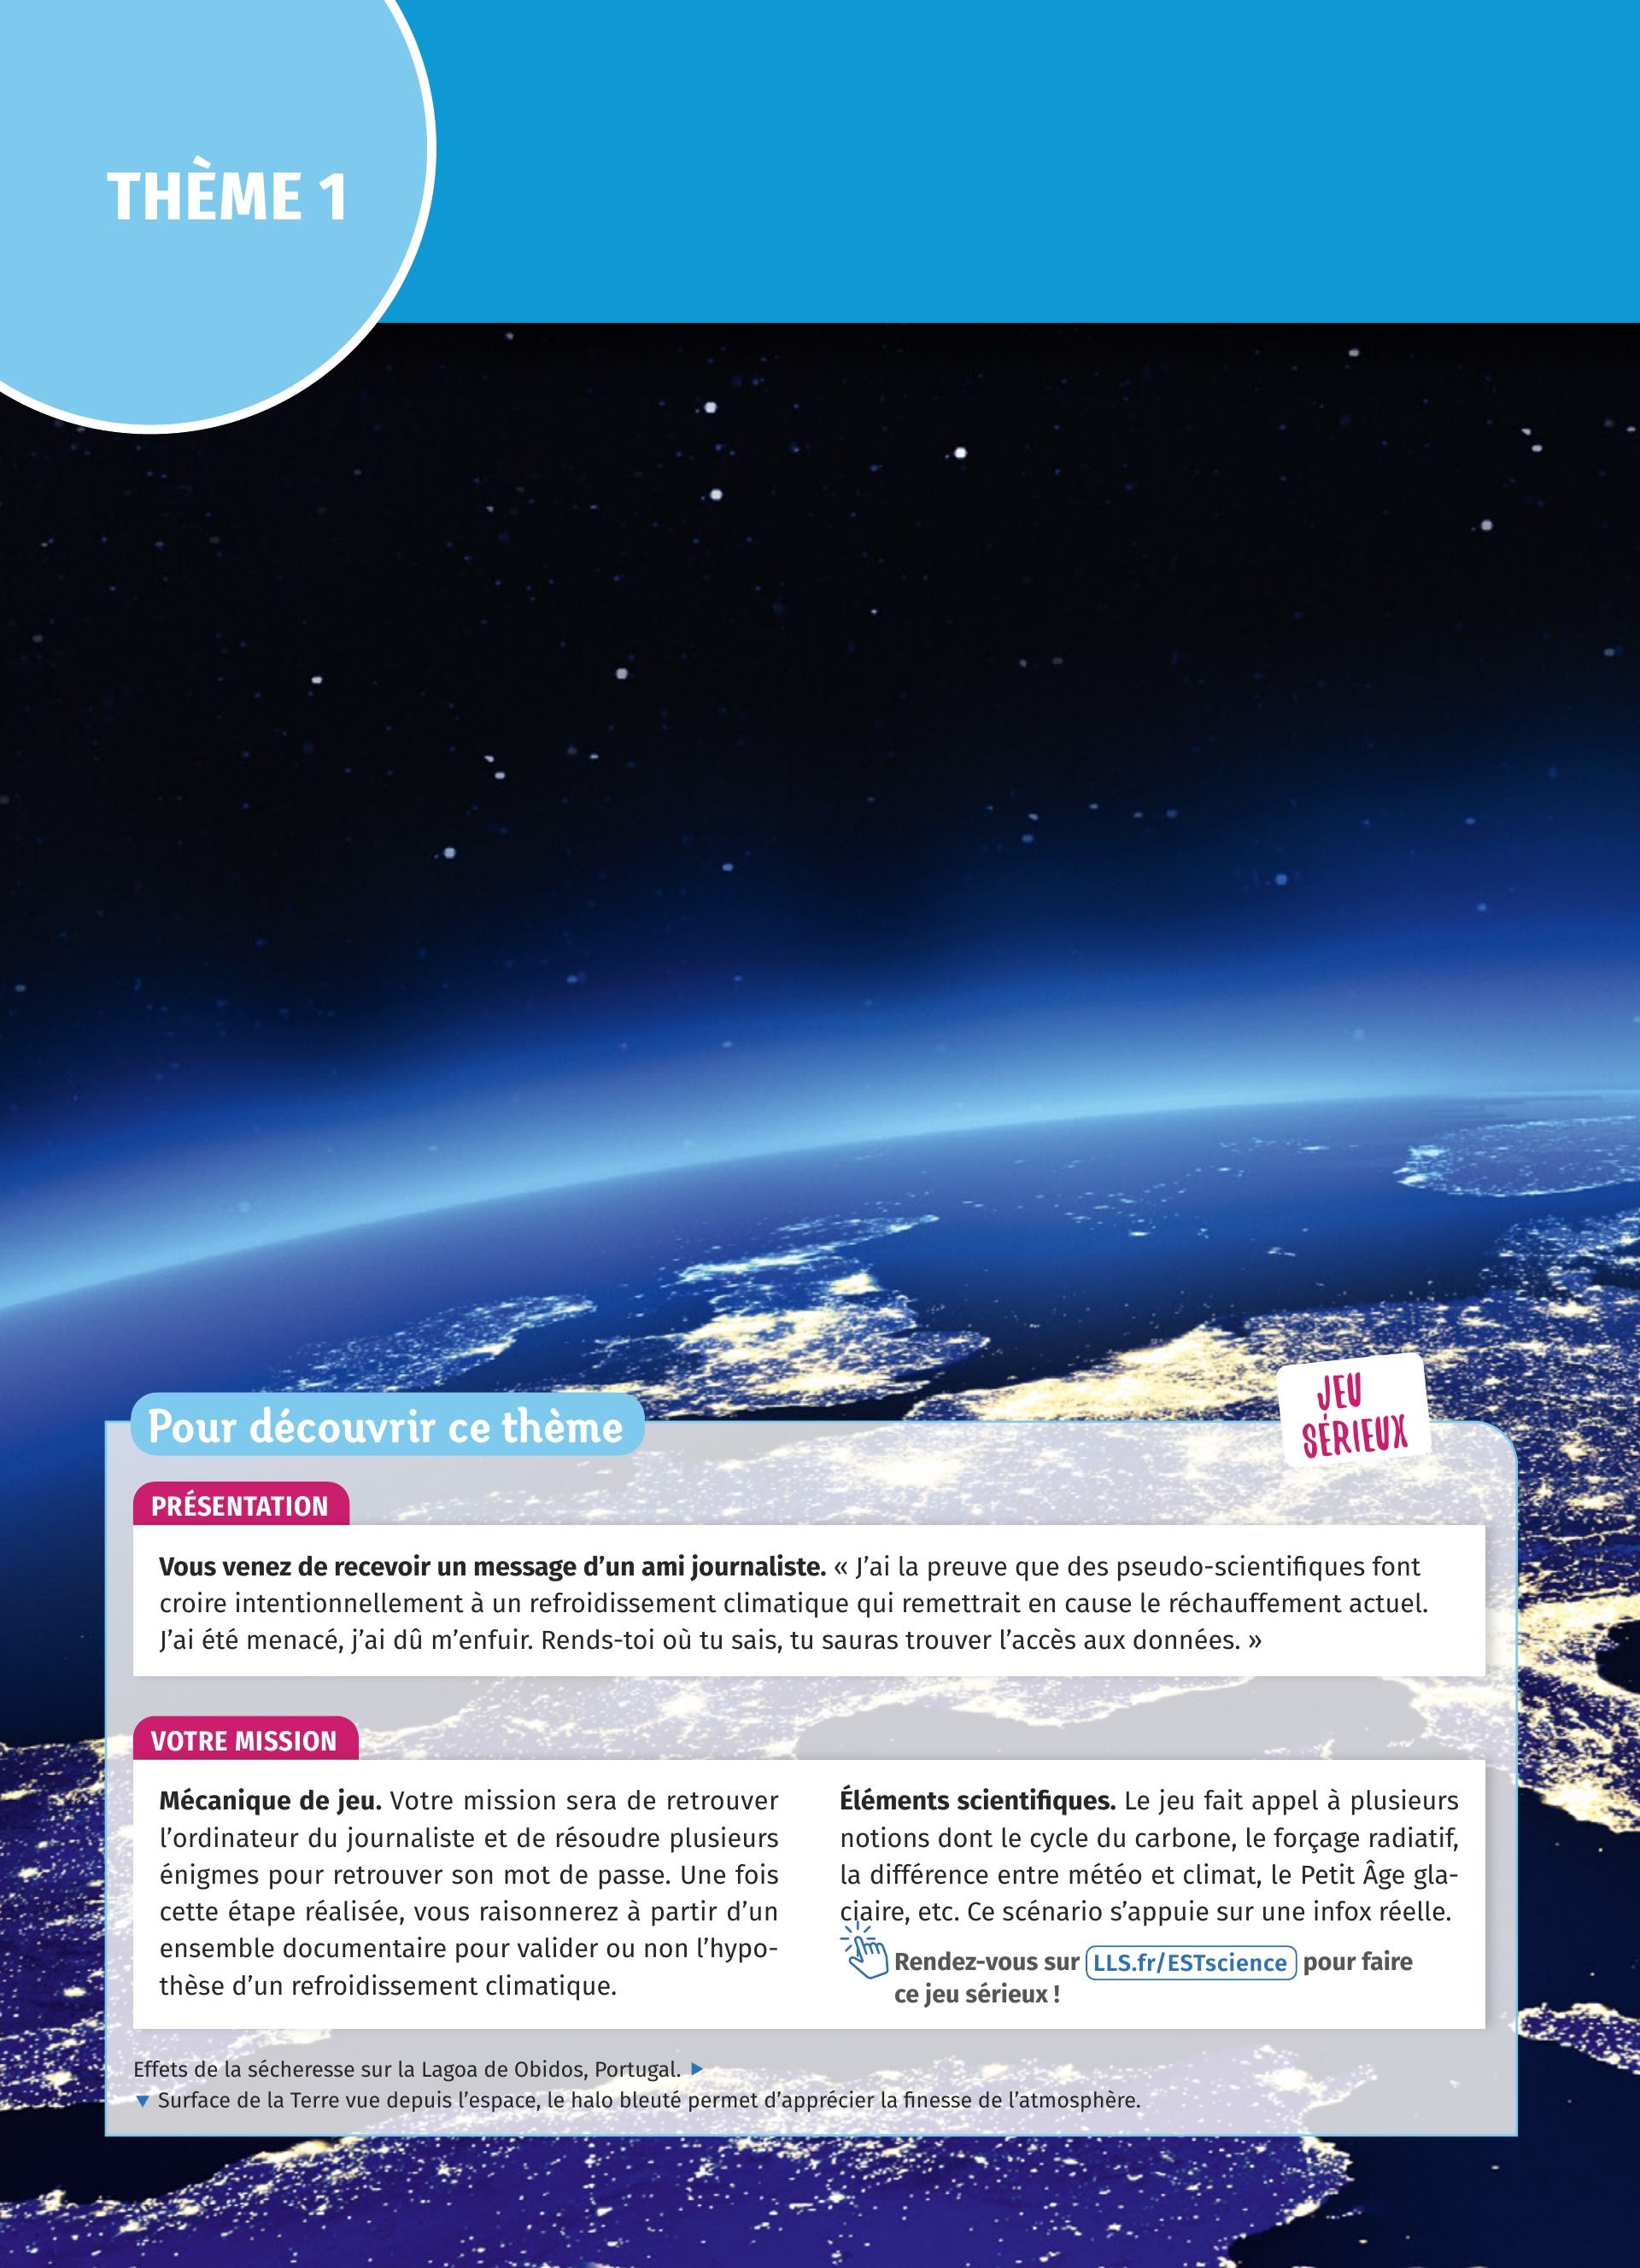 THÈME 1
Pour découvrir ce thème
JEU
SÉRIEUX
PRÉSENTATION
Vous venez de recevoir un message d’un ami journaliste. « J’ai la preuve que des pseudo-scientifiques font
croire intentionnellement à un refroidissement climatique qui remettrait en cause le réchauffement actuel.
J’ai été menacé, j’ai dû m’enfuir. Rends-toi où tu sais, tu sauras trouver l’accès aux données. »
VOTRE MISSION
Mécanique de jeu. Votre mission sera de retrouver
l’ordinateur du journaliste et de résoudre plusieurs
énigmes pour retrouver son mot de passe. Une fois
cette étape réalisée, vous raisonnerez à partir d’un
ensemble documentaire pour valider ou non l’hypo-
thèse d’un refroidissement climatique.
Éléments scientifiques. Le jeu fait appel à plusieurs
notions dont le cycle du carbone, le forçage radiatif,
la différence entre météo et climat, le Petit Âge gla-
ciaire, etc. Ce scénario s’appuie sur une infox réelle.
Rendez-vous sur LLS.fr/ESTscience pour faire
ce jeu sérieux !
Effets de la sécheresse sur la Lagoa de Obidos, Portugal. ▶
▼ Surface de la Terre vue depuis l’espace, le halo bleuté permet d’apprécier la finesse de l’atmosphère.